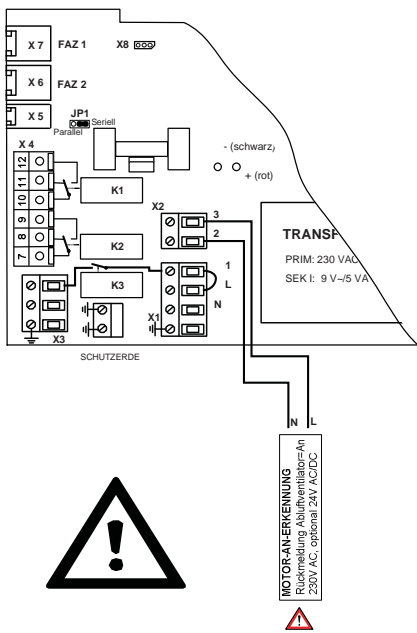 X 7 FAZ 1 X8
X 6 FAZ 2
X 5 JP1
Parallel Seriell
X 4
12
11
10
9
8
7
K1
K2
K3
- (schwarz)
+ (rot)
X2
3
2
1
L
N
X1
X3
SCHUTZERDE
TRANSF
PRIM: 230 VAC
SEK I: 9 V~/5 VA
N L
MOTOR-AN-ERKENNUNG
Rückmeldung Abluftventilator=An
230V AC, optional 24V AC/DC